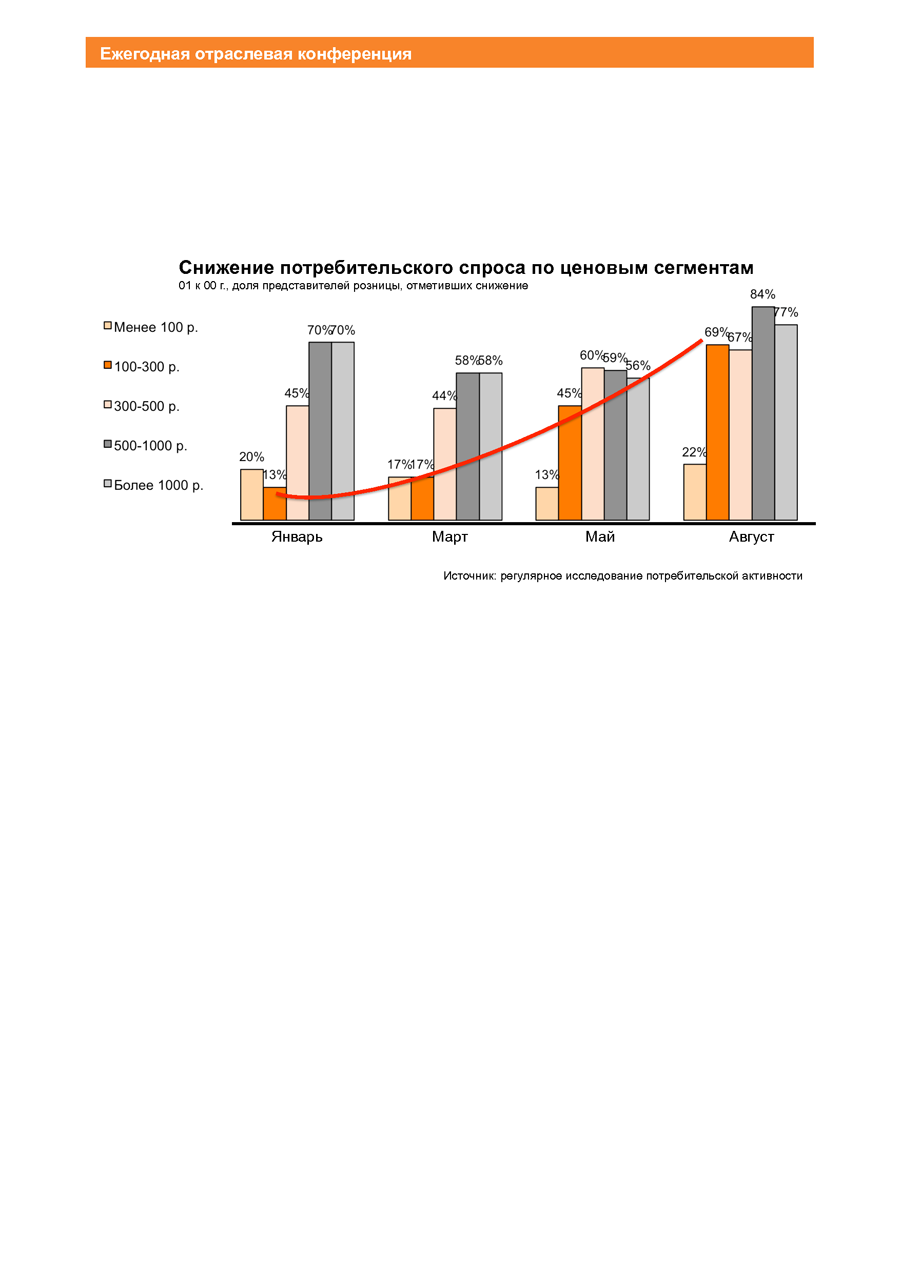 Ежегодная отраслевая конференция
Снижение потребительского спроса по ценовым сегментам
01 к 00 г., доля представителей розницы, отметивших снижение
Менее 100 р.
100-300 р.
300-500 р.
500-1000 р.
Более 1000 р.
20% 13% 45% 70% 70%
17% 17% 44% 58% 58%
13% 45% 60% 59% 56%
22% 69% 67% 84% 77%
Январь Март Май Август
Источник: регулярное исследование потребительской активности